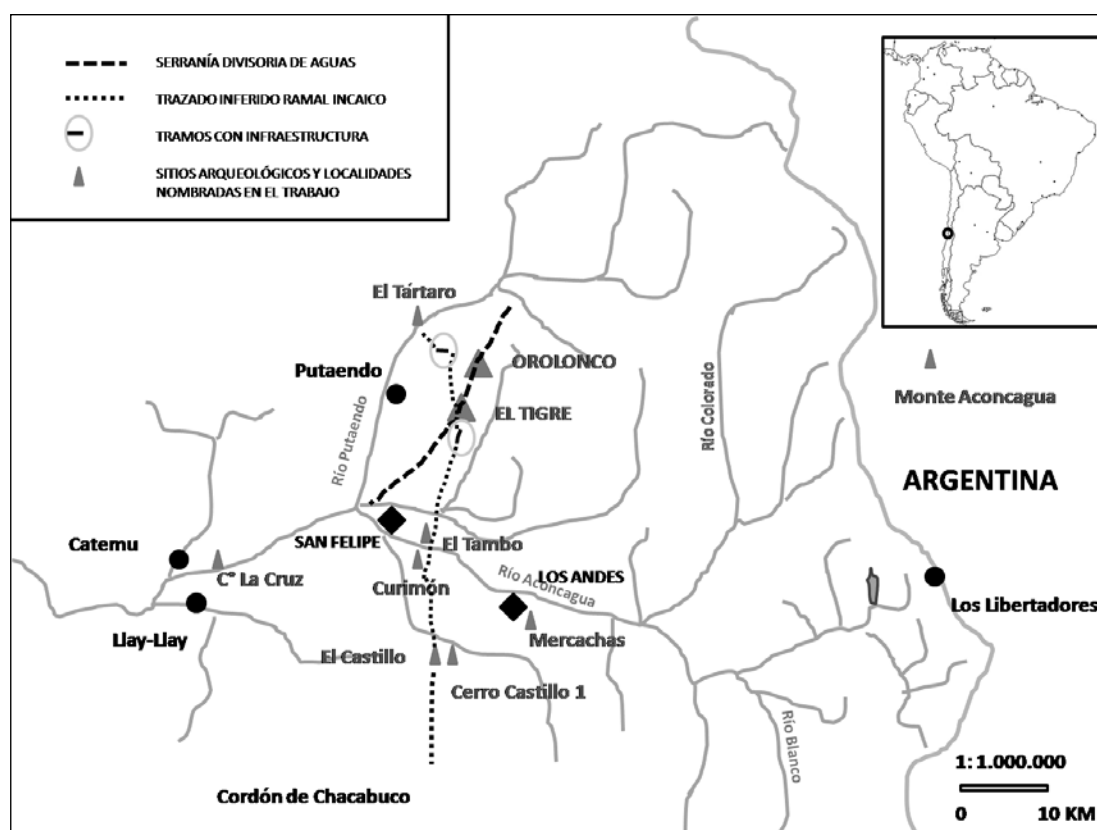 SERRANÍA DIVISORIA DE AGUAS
TRAZADO INFERIDO RAMAL INCAICO
TRAMOS CON INFRAESTRUCTURA
SITIOS ARQUEOLÓGICOS Y LOCALIDADES
NOMBRADAS EN EL TRABAJO
El Tártaro
OROLONCO
Putaendo
Monte Aconcagua
EL TIGRE
Río Colorado
Río Putaendo
ARGENTINA
SAN FELIPE
El Tambo
Catemu
C° La Cruz
Curimón
Río Aconcagua
LOS ANDES
Los Libertadores
Llay-Llay
Mercachas
El Castillo
Cerro Castillo 1
Río Blanco
1: 1.000.000
Cordón de Chacabuco
0 10 KM